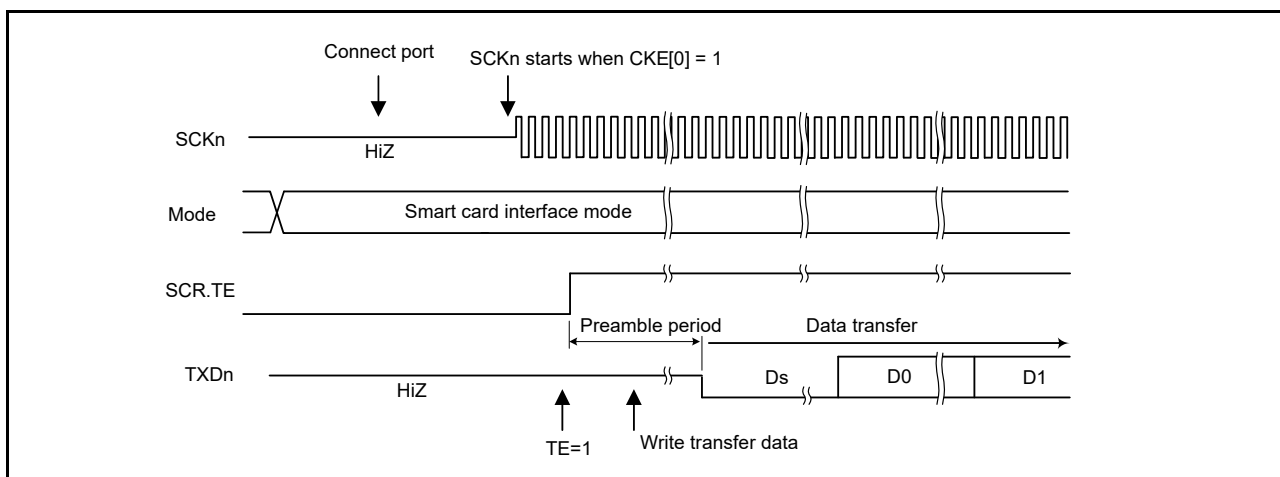 Connect port
SCKn starts when CKE[0] = 1
SCKn
HiZ
Mode
Smart card interface mode
SCR.TE
Preamble period
Data transfer
TXDn
HiZ
Ds
D0
D1
TE=1
Write transfer data